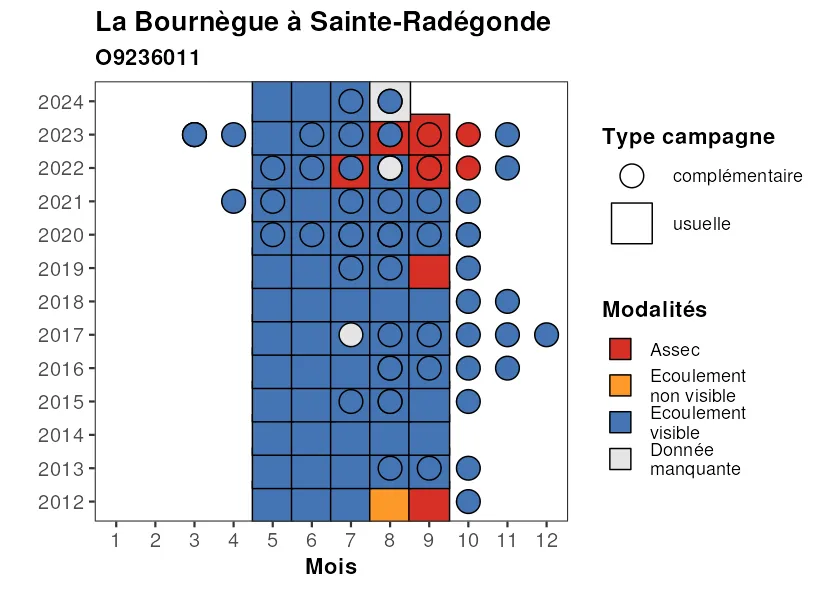 La Bournègue à Sainte-Radégonde
O9236011
2024
2023
2022
2021
2020
2019
2018
2017
2016
2015
2014
2013
2012
1 2 3 4 5 6 7 8 9 10 11 12
Mois
Type campagne
complémentaire
usuelle
Modalités
Assec
Ecoulement
non visible
Ecoulement
visible
Donnée
manquante